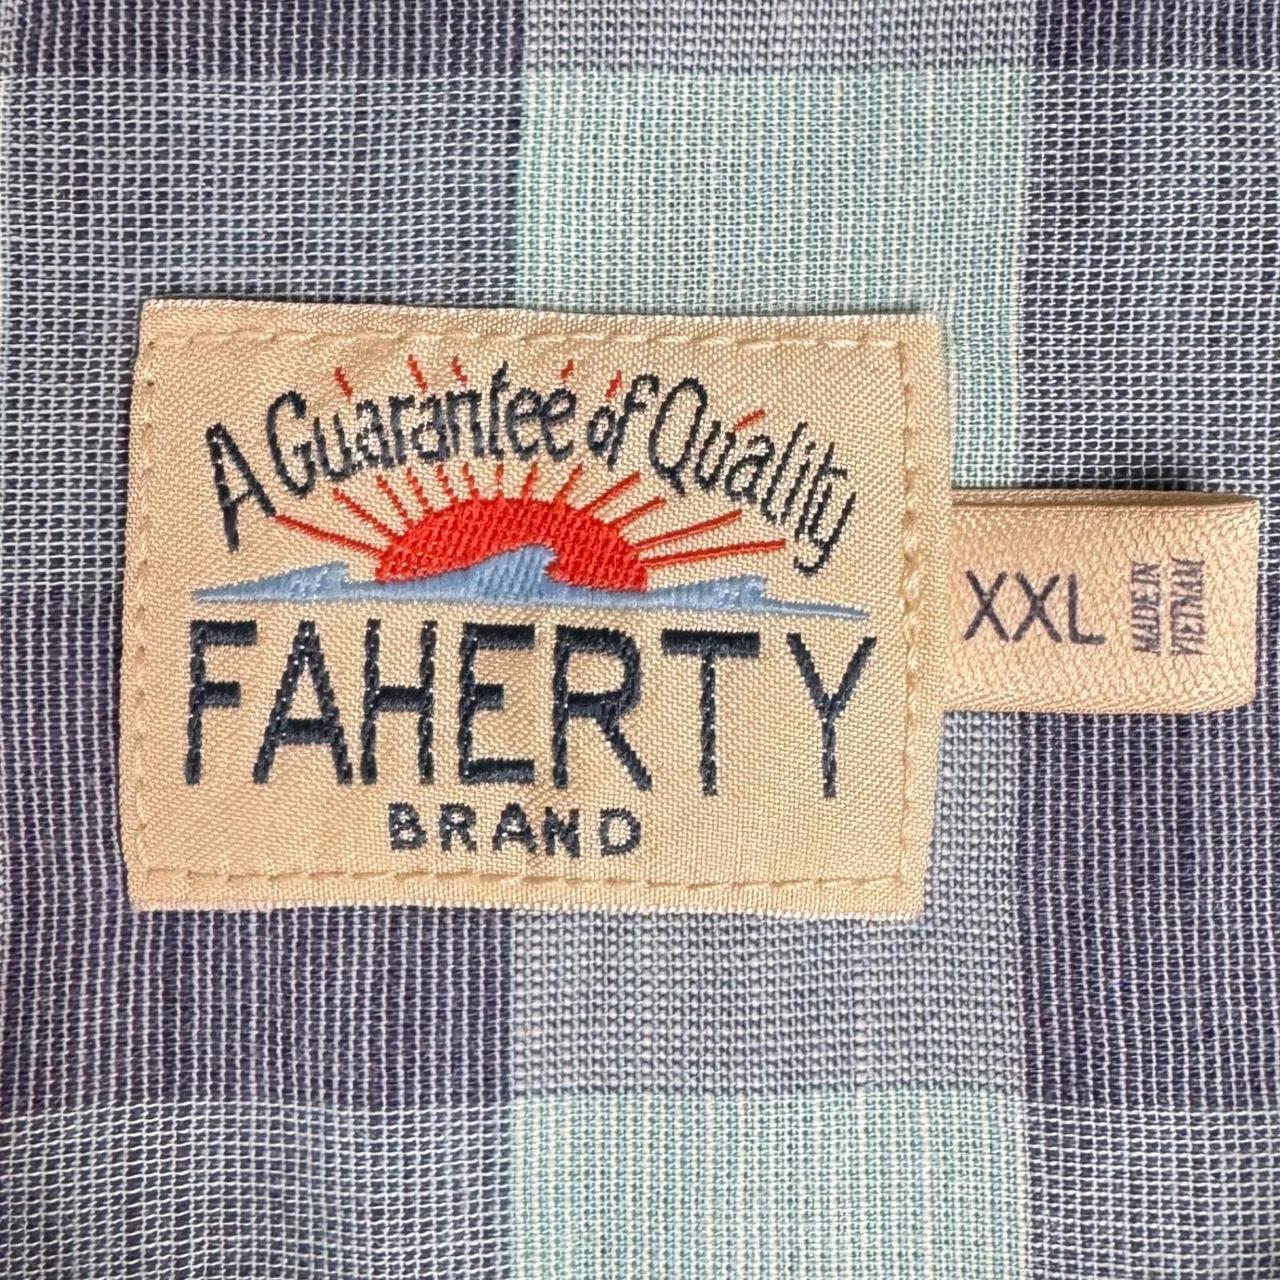 A Guarantee of Quality
FAHERTY
BRAND
XXL
MADE IN
VIETNAM